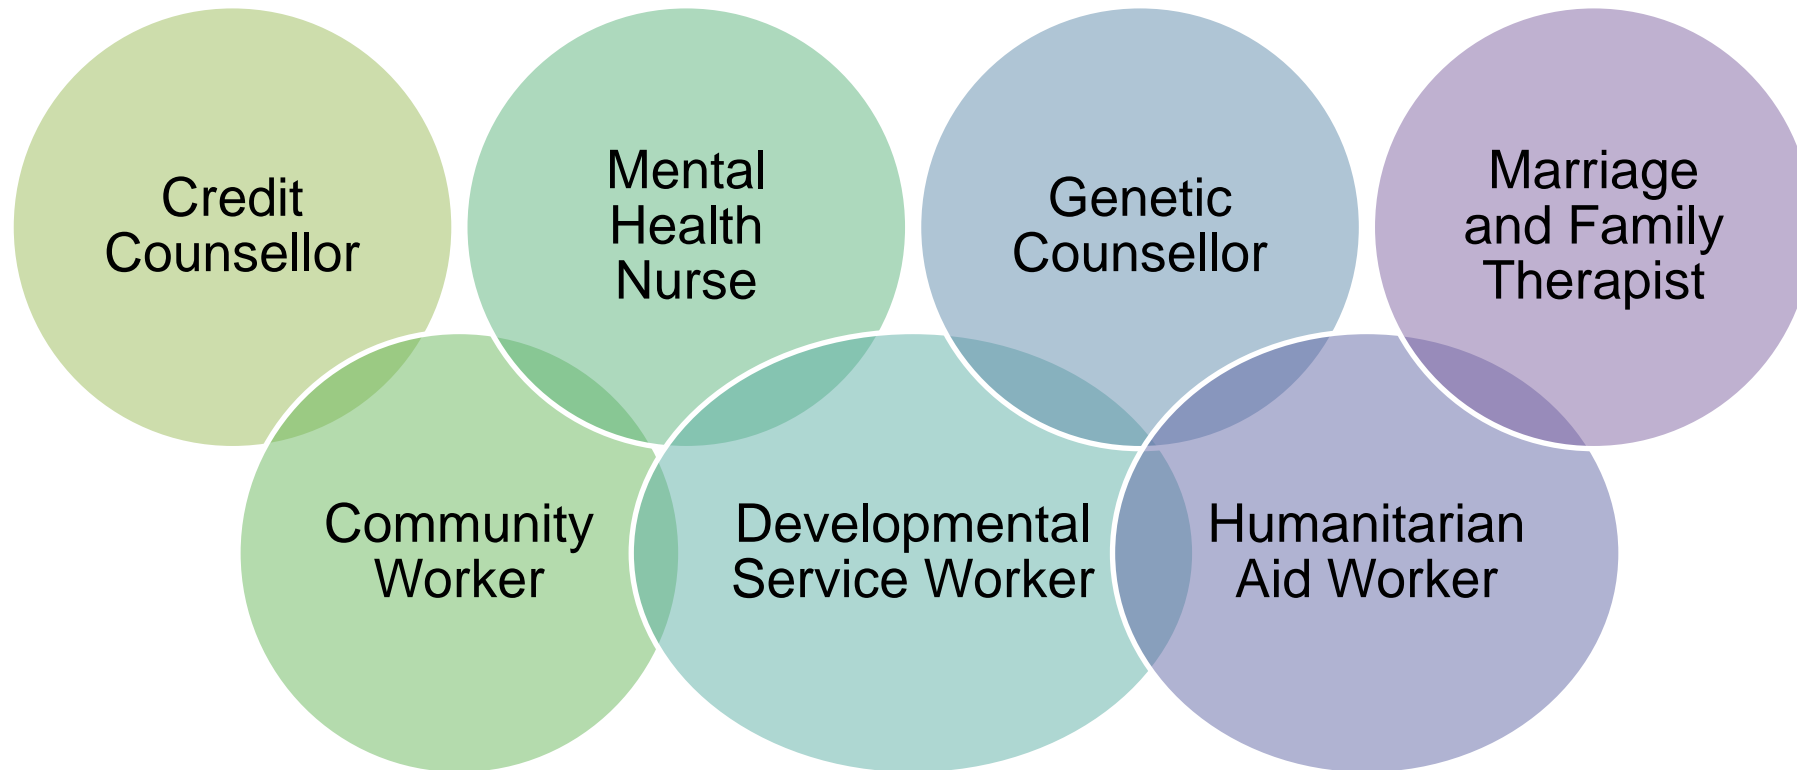 Credit
Counsellor
Mental
Health
Nurse
Genetic
Counsellor
Marriage
and Family
Therapist
Community
Worker
Developmental
Service Worker
Humanitarian
Aid Worker